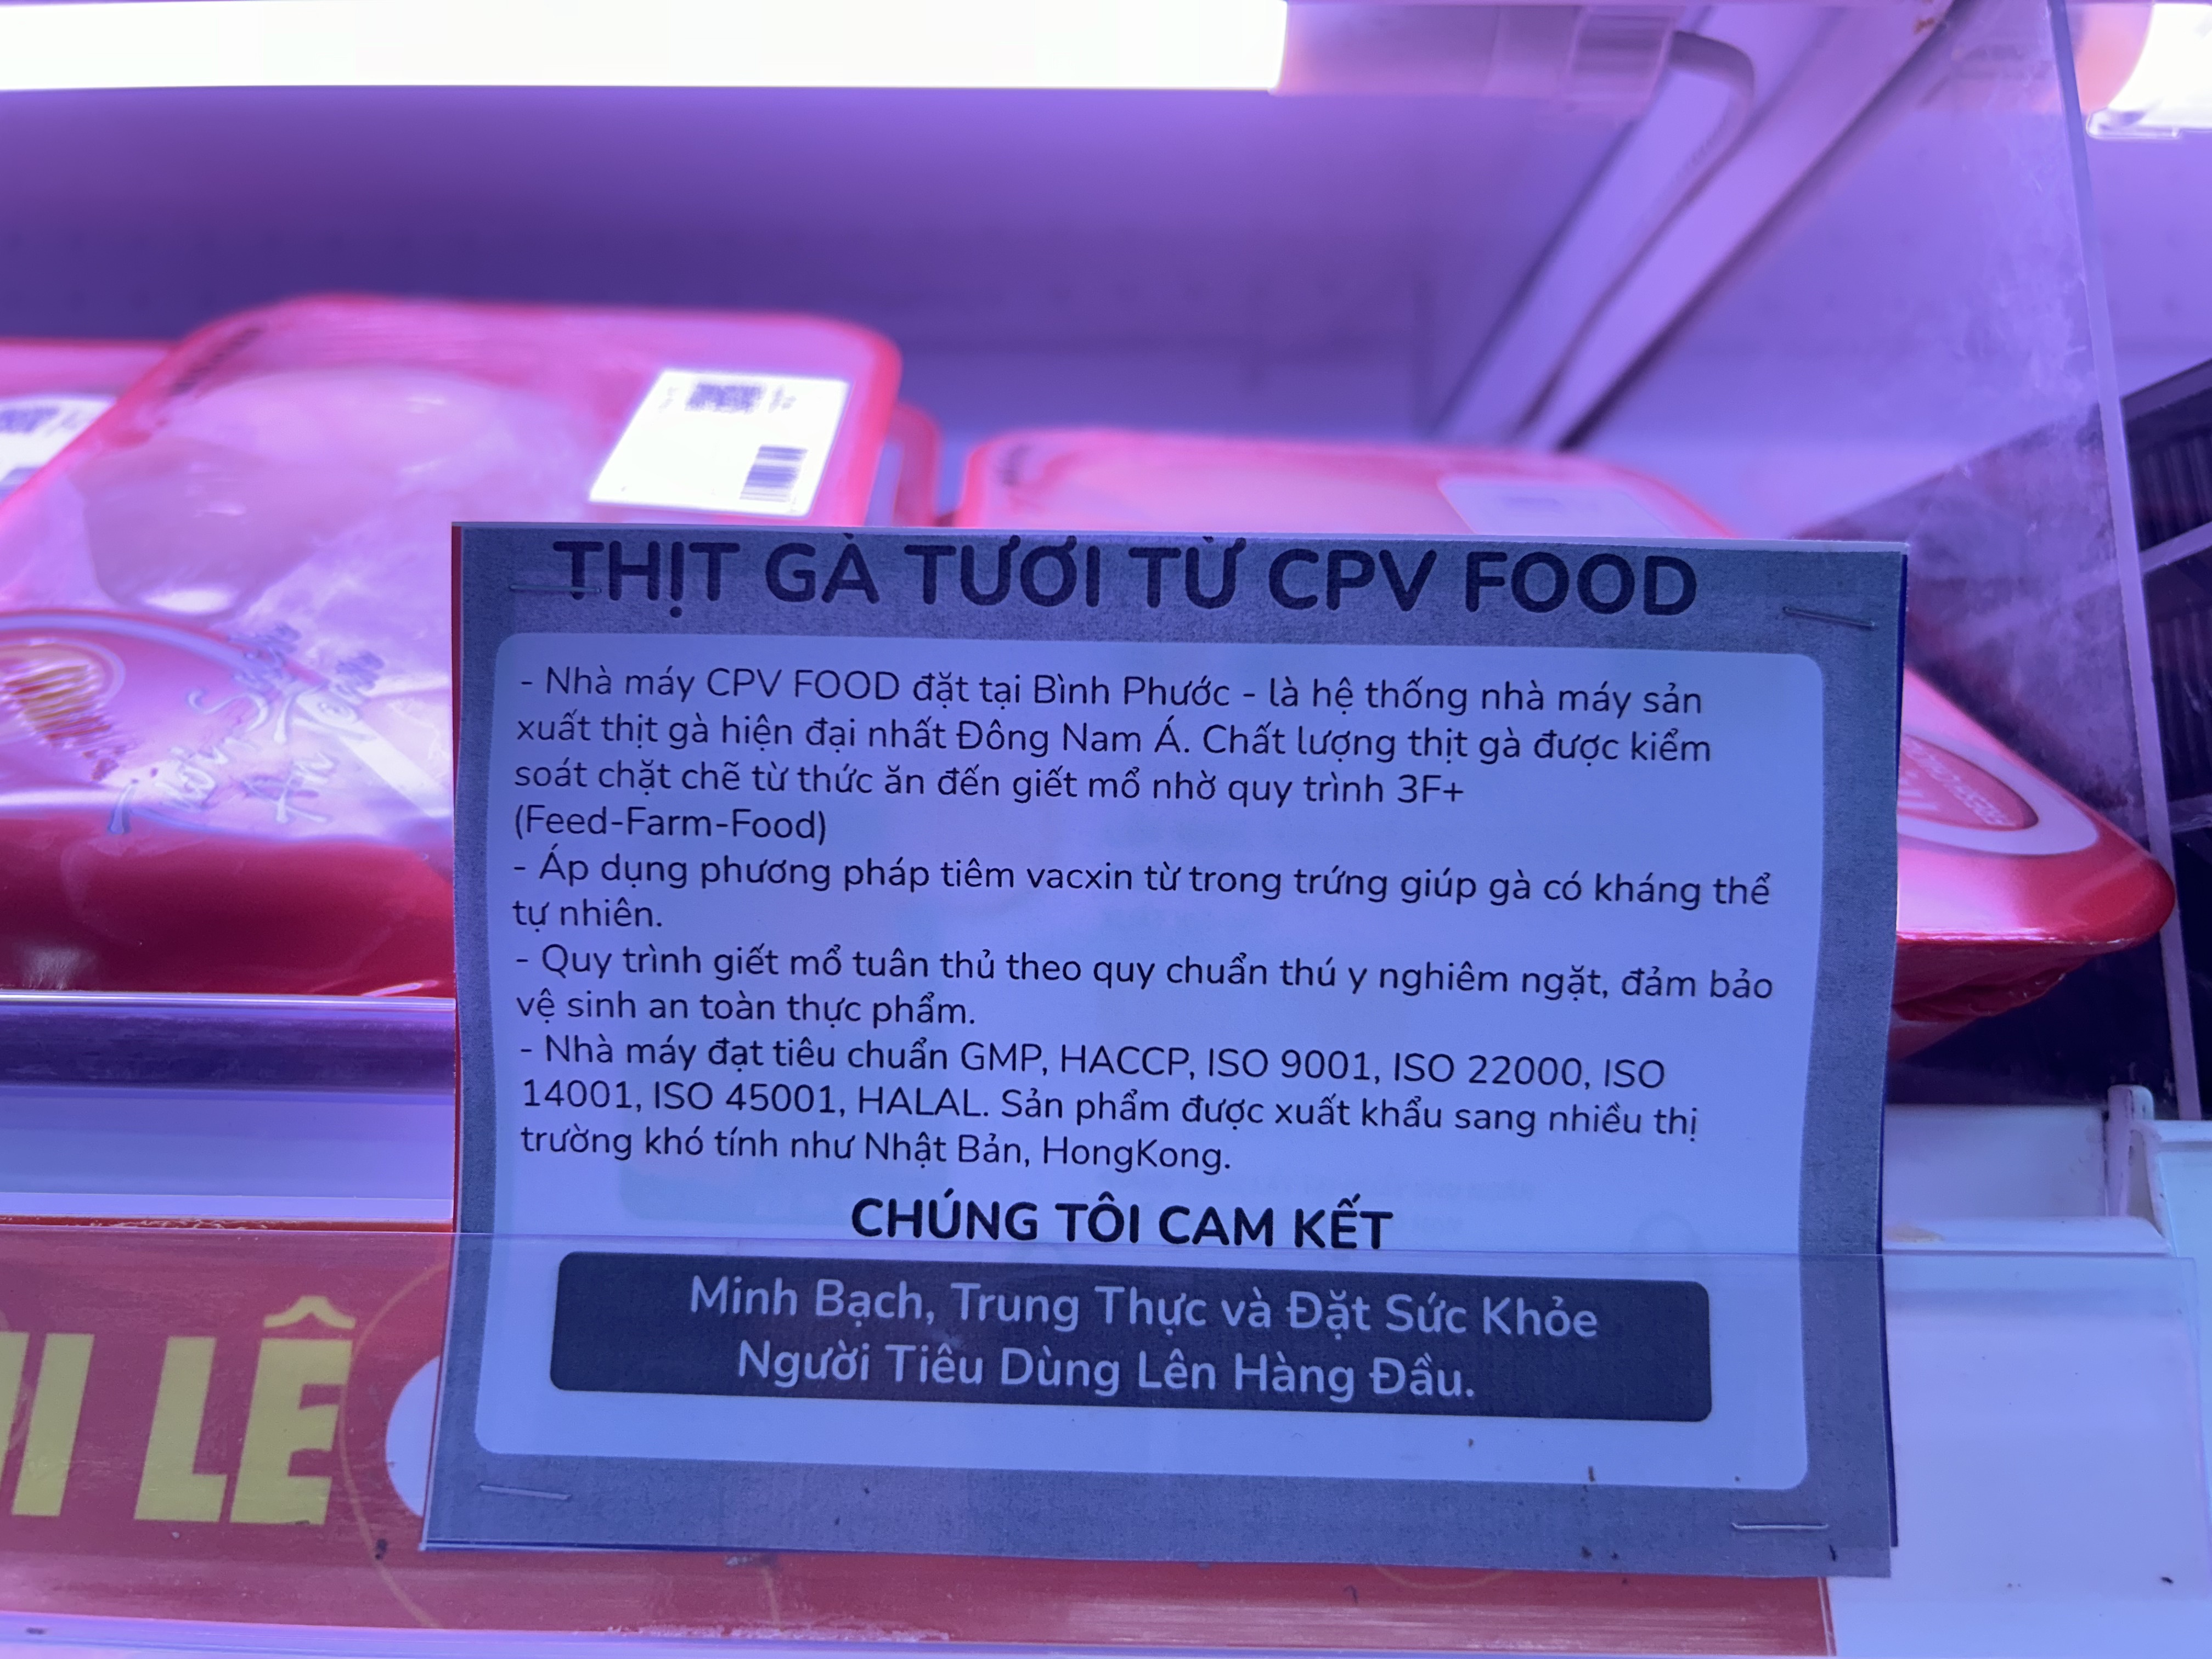 THỊT GÀ TƯƠI TỪ CPV FOOD
- Nhà máy CPV FOOD đặt tại Bình Phước - là hệ thống nhà máy sản
xuất thịt gà hiện đại nhất Đông Nam Á. Chất lượng thịt gà được kiểm
soát chặt chẽ từ thức ăn đến giết mổ nhờ quy trình 3F+
(Feed-Farm-Food)
- Áp dụng phương pháp tiêm vacxin từ trong trứng giúp gà có kháng thể
tự nhiên.
- Quy trình giết mổ tuân thủ theo quy chuẩn thú y nghiêm ngặt, đảm bảo
vệ sinh an toàn thực phẩm.
- Nhà máy đạt tiêu chuẩn GMP, HACCP, ISO 9001, ISO 22000, ISO
14001, ISO 45001, HALAL. Sản phẩm được xuất khẩu sang nhiều thị
trường khó tính như Nhật Bản, HongKong.
CHÚNG TÔI CAM KẾT
Minh Bạch, Trung Thực và Đặt Sức Khỏe
Người Tiêu Dùng Lên Hàng Đầu.
LÊ